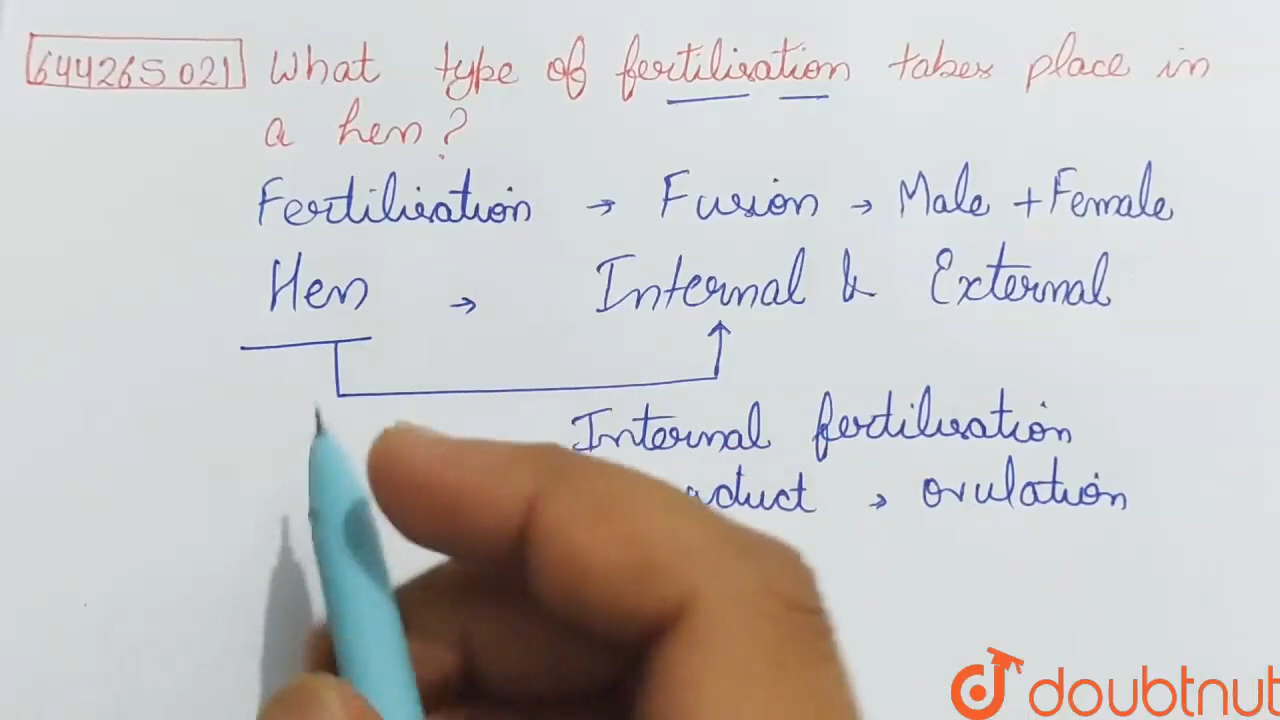 644265021 What type of fertilisation takes place in
a hen?
Fertilisation → Fusion → Male + Female
Hen → Internal & External
Internal fertilisation
→ ovulation
doubtnut